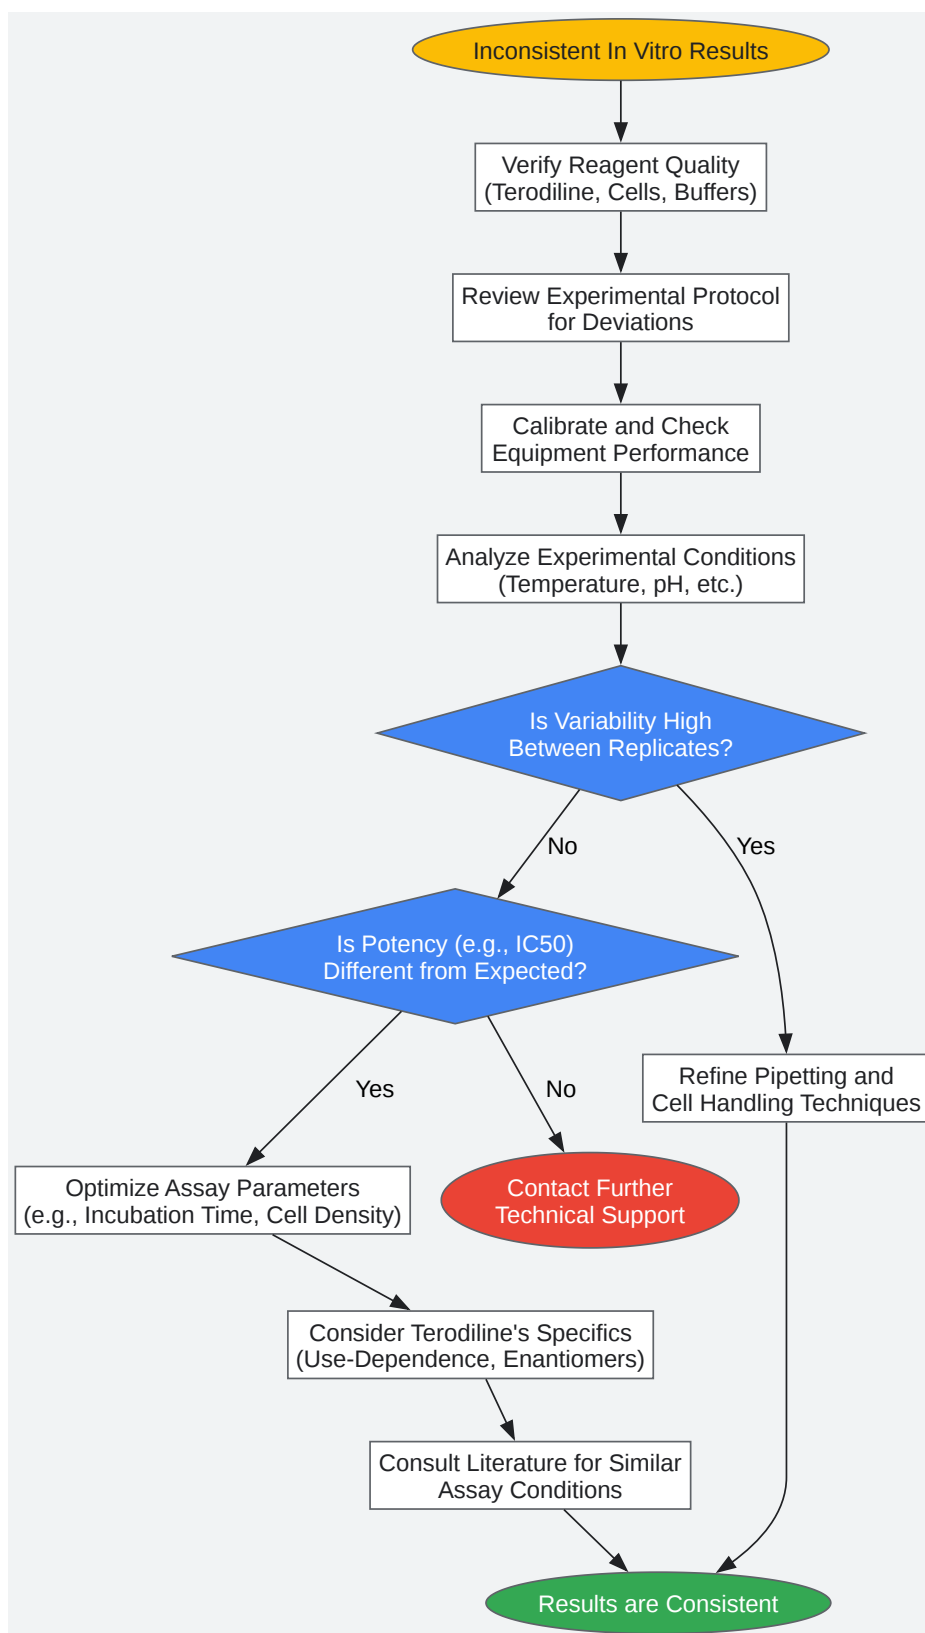 Inconsistent In Vitro Results
Verify Reagent Quality
(Terodiline, Cells, Buffers)
Review Experimental Protocol
for Deviations
Calibrate and Check
Equipment Performance
Analyze Experimental Conditions
(Temperature, pH, etc.)
Is Variability High
Between Replicates?
No
Yes
Is Potency (e.g., IC50)
Different from Expected?
Yes
No
Refine Pipetting and
Cell Handling Techniques
Optimize Assay Parameters
(e.g., Incubation Time, Cell Density)
Contact Further
Technical Support
Consider Terodiline's Specifics
(Use-Dependence, Enantiomers)
Consult Literature for Similar
Assay Conditions
Results are Consistent